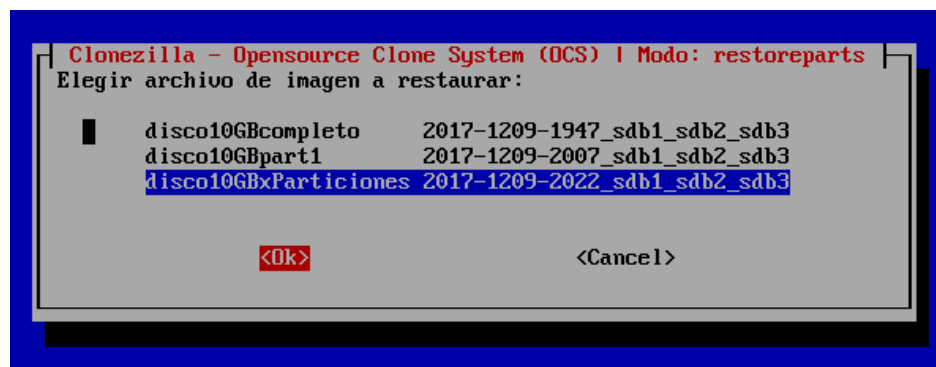 Clonezilla - Opensource Clone System (OCS) | Modo: restoreparts
Elegir archivo de imagen a restaurar:
disco10GBcompleto 2017-1209-1947_sdb1_sdb2_sdb3
disco10GBpart1 2017-1209-2007_sdb1_sdb2_sdb3
disco10GBxParticiones 2017-1209-2022_sdb1_sdb2_sdb3
<Ok> <Cancel>